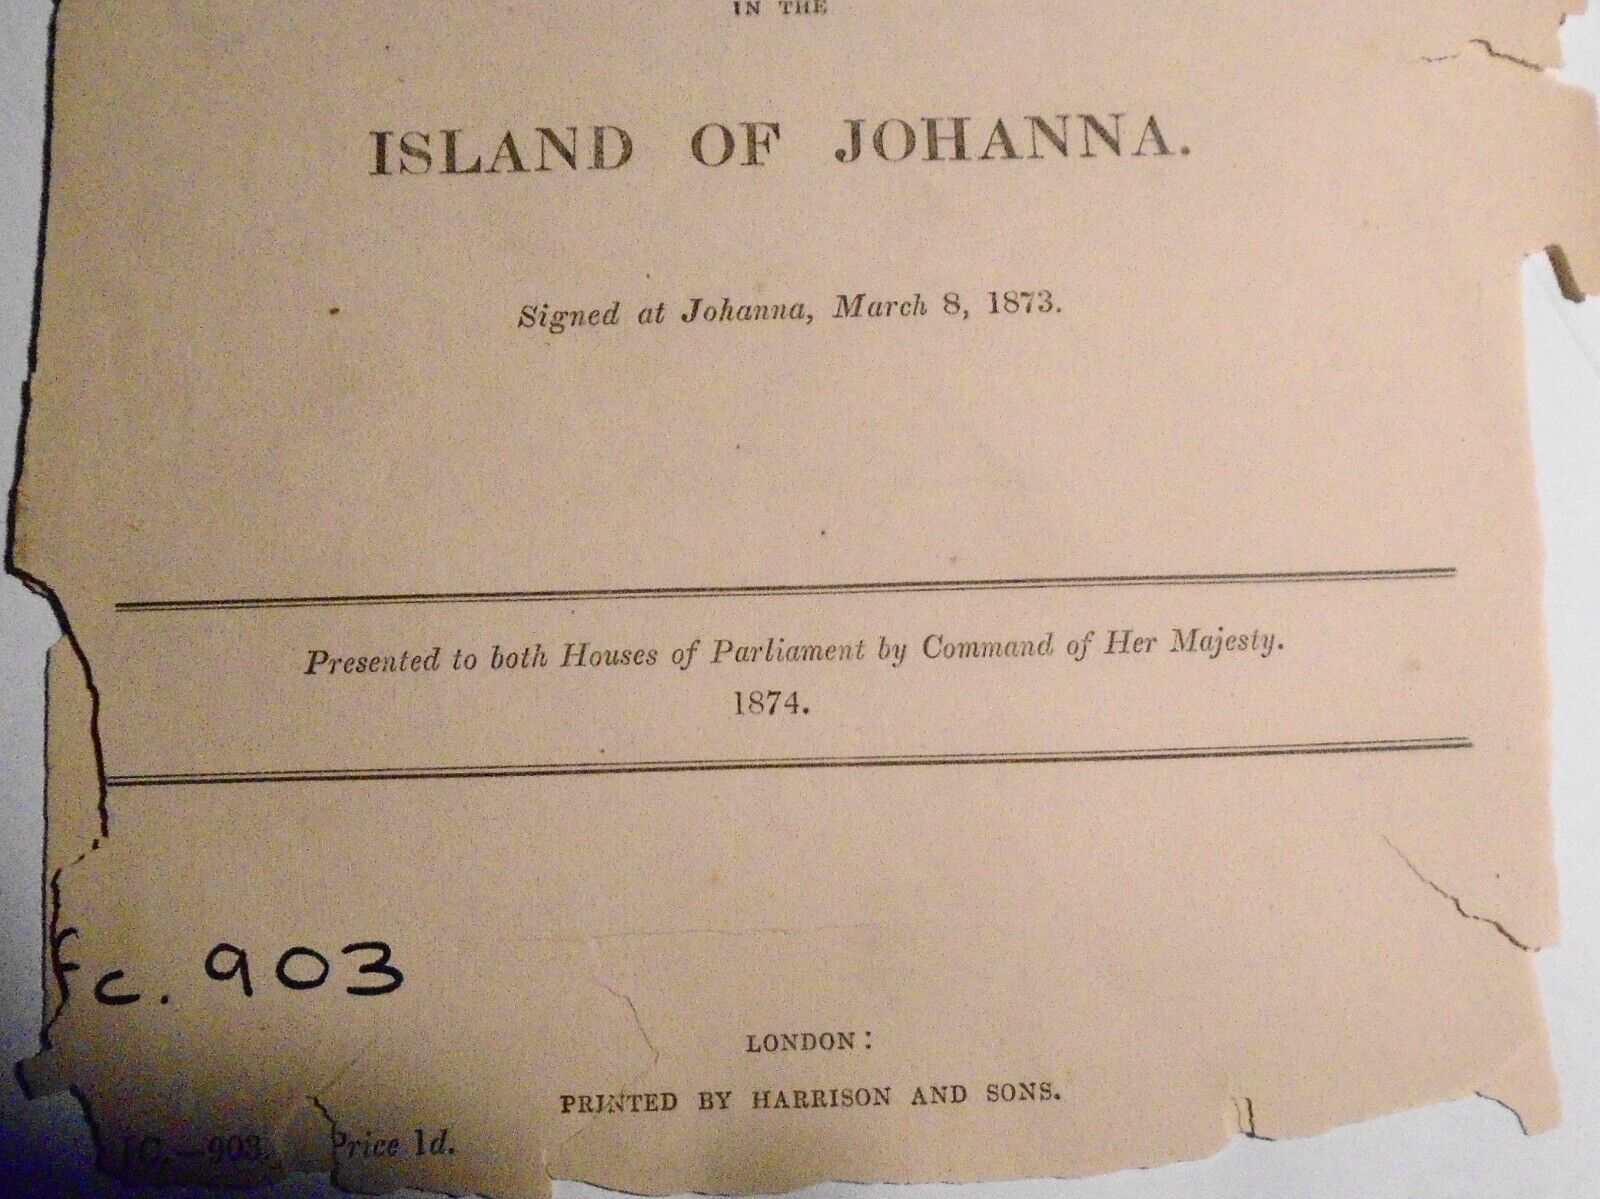 IN THE
ISLAND OF JOHANNA.
Signed at Johanna, March 8, 1873.
Presented to both Houses of Parliament by Command of Her Majesty.
1874.
c. 903
LONDON:
PRINTED BY HARRISON AND SONS.
[C.—903. Price 1d.